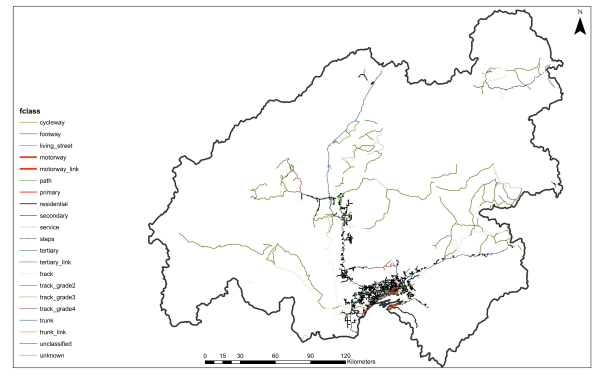 N
fclass
cycleway
footway
living_street
motorway
motorway_link
path
primary
residential
secondary
service
steps
tertiary
tertiary_link
track
track_grade2
track_grade3
track_grade4
trunk
trunk_link
unclassified
unknown
0 15 30 60 90 120
Kilometers